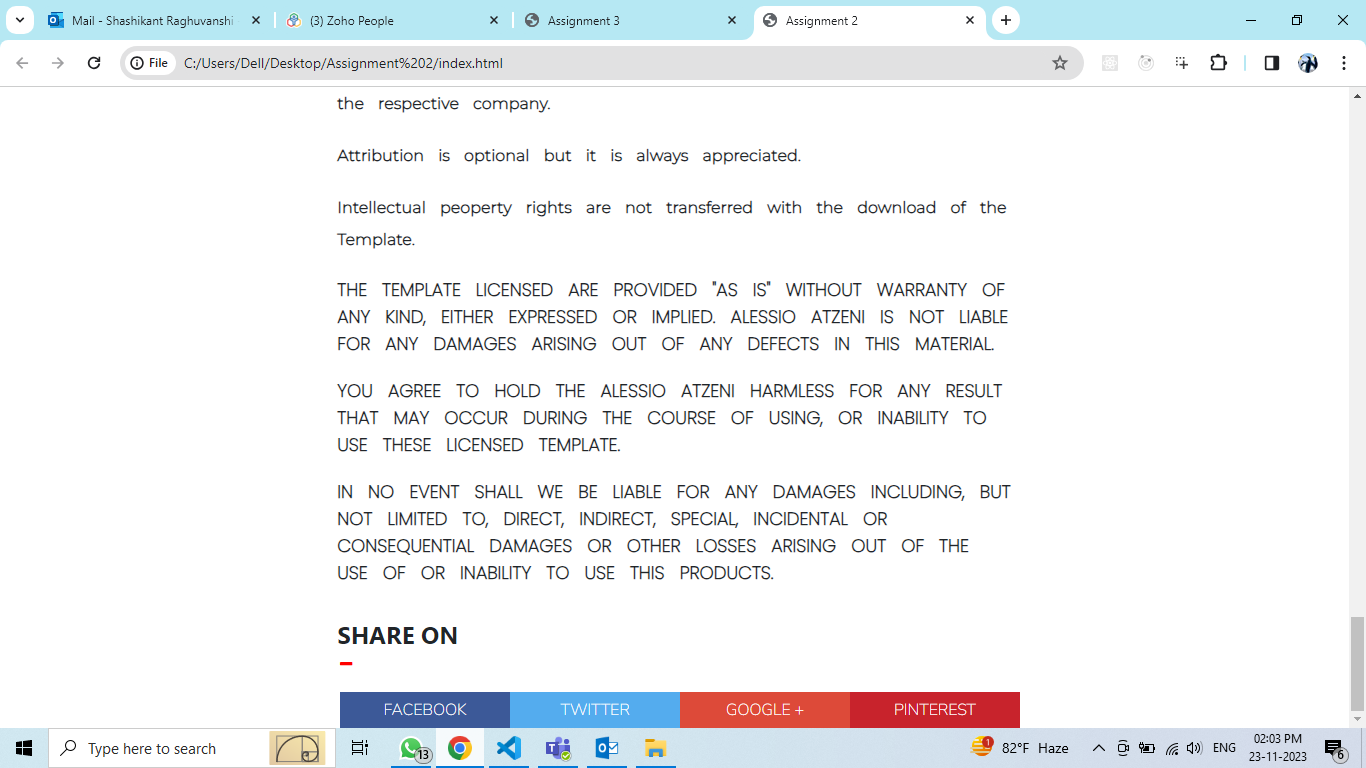 Mail - Shashikant Raghuvanshi
(3) Zoho People
Assignment 3
Assignment 2
File
C:/Users/Dell/Desktop/Assignment%202/index.html
the respective company.
Attribution is optional but it is always appreciated.
Intellectual peoperty rights are not transferred with the download of the
Template.
THE TEMPLATE LICENSED ARE PROVIDED "AS IS" WITHOUT WARRANTY OF
ANY KIND, EITHER EXPRESSED OR IMPLIED. ALESSIO ATZENI IS NOT LIABLE
FOR ANY DAMAGES ARISING OUT OF ANY DEFECTS IN THIS MATERIAL.
YOU AGREE TO HOLD THE ALESSIO ATZENI HARMLESS FOR ANY RESULT
THAT MAY OCCUR DURING THE COURSE OF USING, OR INABILITY TO
USE THESE LICENSED TEMPLATE.
IN NO EVENT SHALL WE BE LIABLE FOR ANY DAMAGES INCLUDING, BUT
NOT LIMITED TO, DIRECT, INDIRECT, SPECIAL, INCIDENTAL OR
CONSEQUENTIAL DAMAGES OR OTHER LOSSES ARISING OUT OF THE
USE OF OR INABILITY TO USE THIS PRODUCTS.
SHARE ON
FACEBOOK
TWITTER
GOOGLE +
PINTEREST
Type here to search
13
1
82°F Haze
ENG
02:03 PM
23-11-2023
6